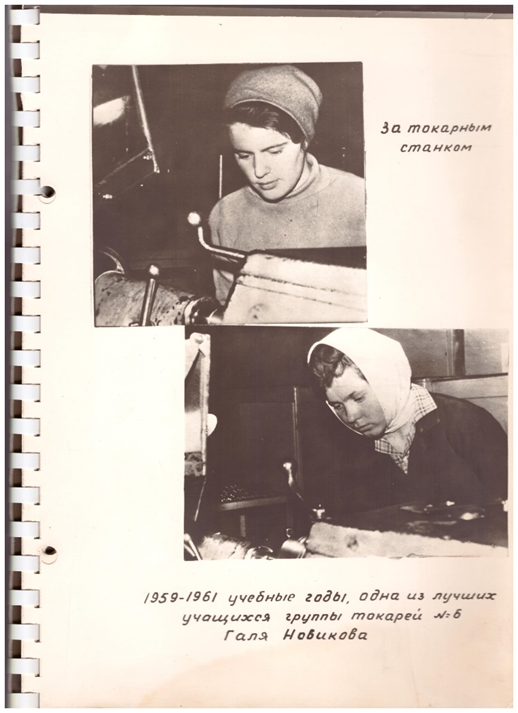 За токарным
станком
1959-1961 учебные годы, одна из лучших
учащихся группы токарей №6
Галя Новикова